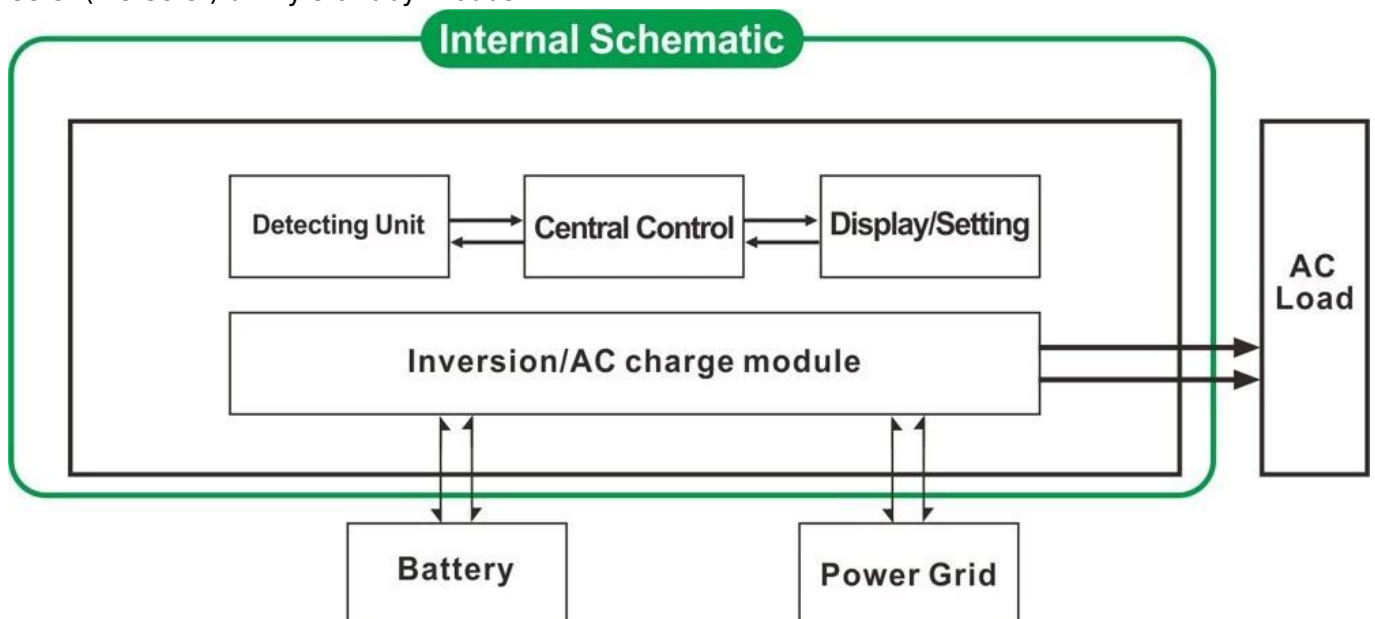 Internal Schematic
Detecting Unit
Central Control
Display/Setting
AC
Load
Inversion/AC charge module
Battery
Power Grid